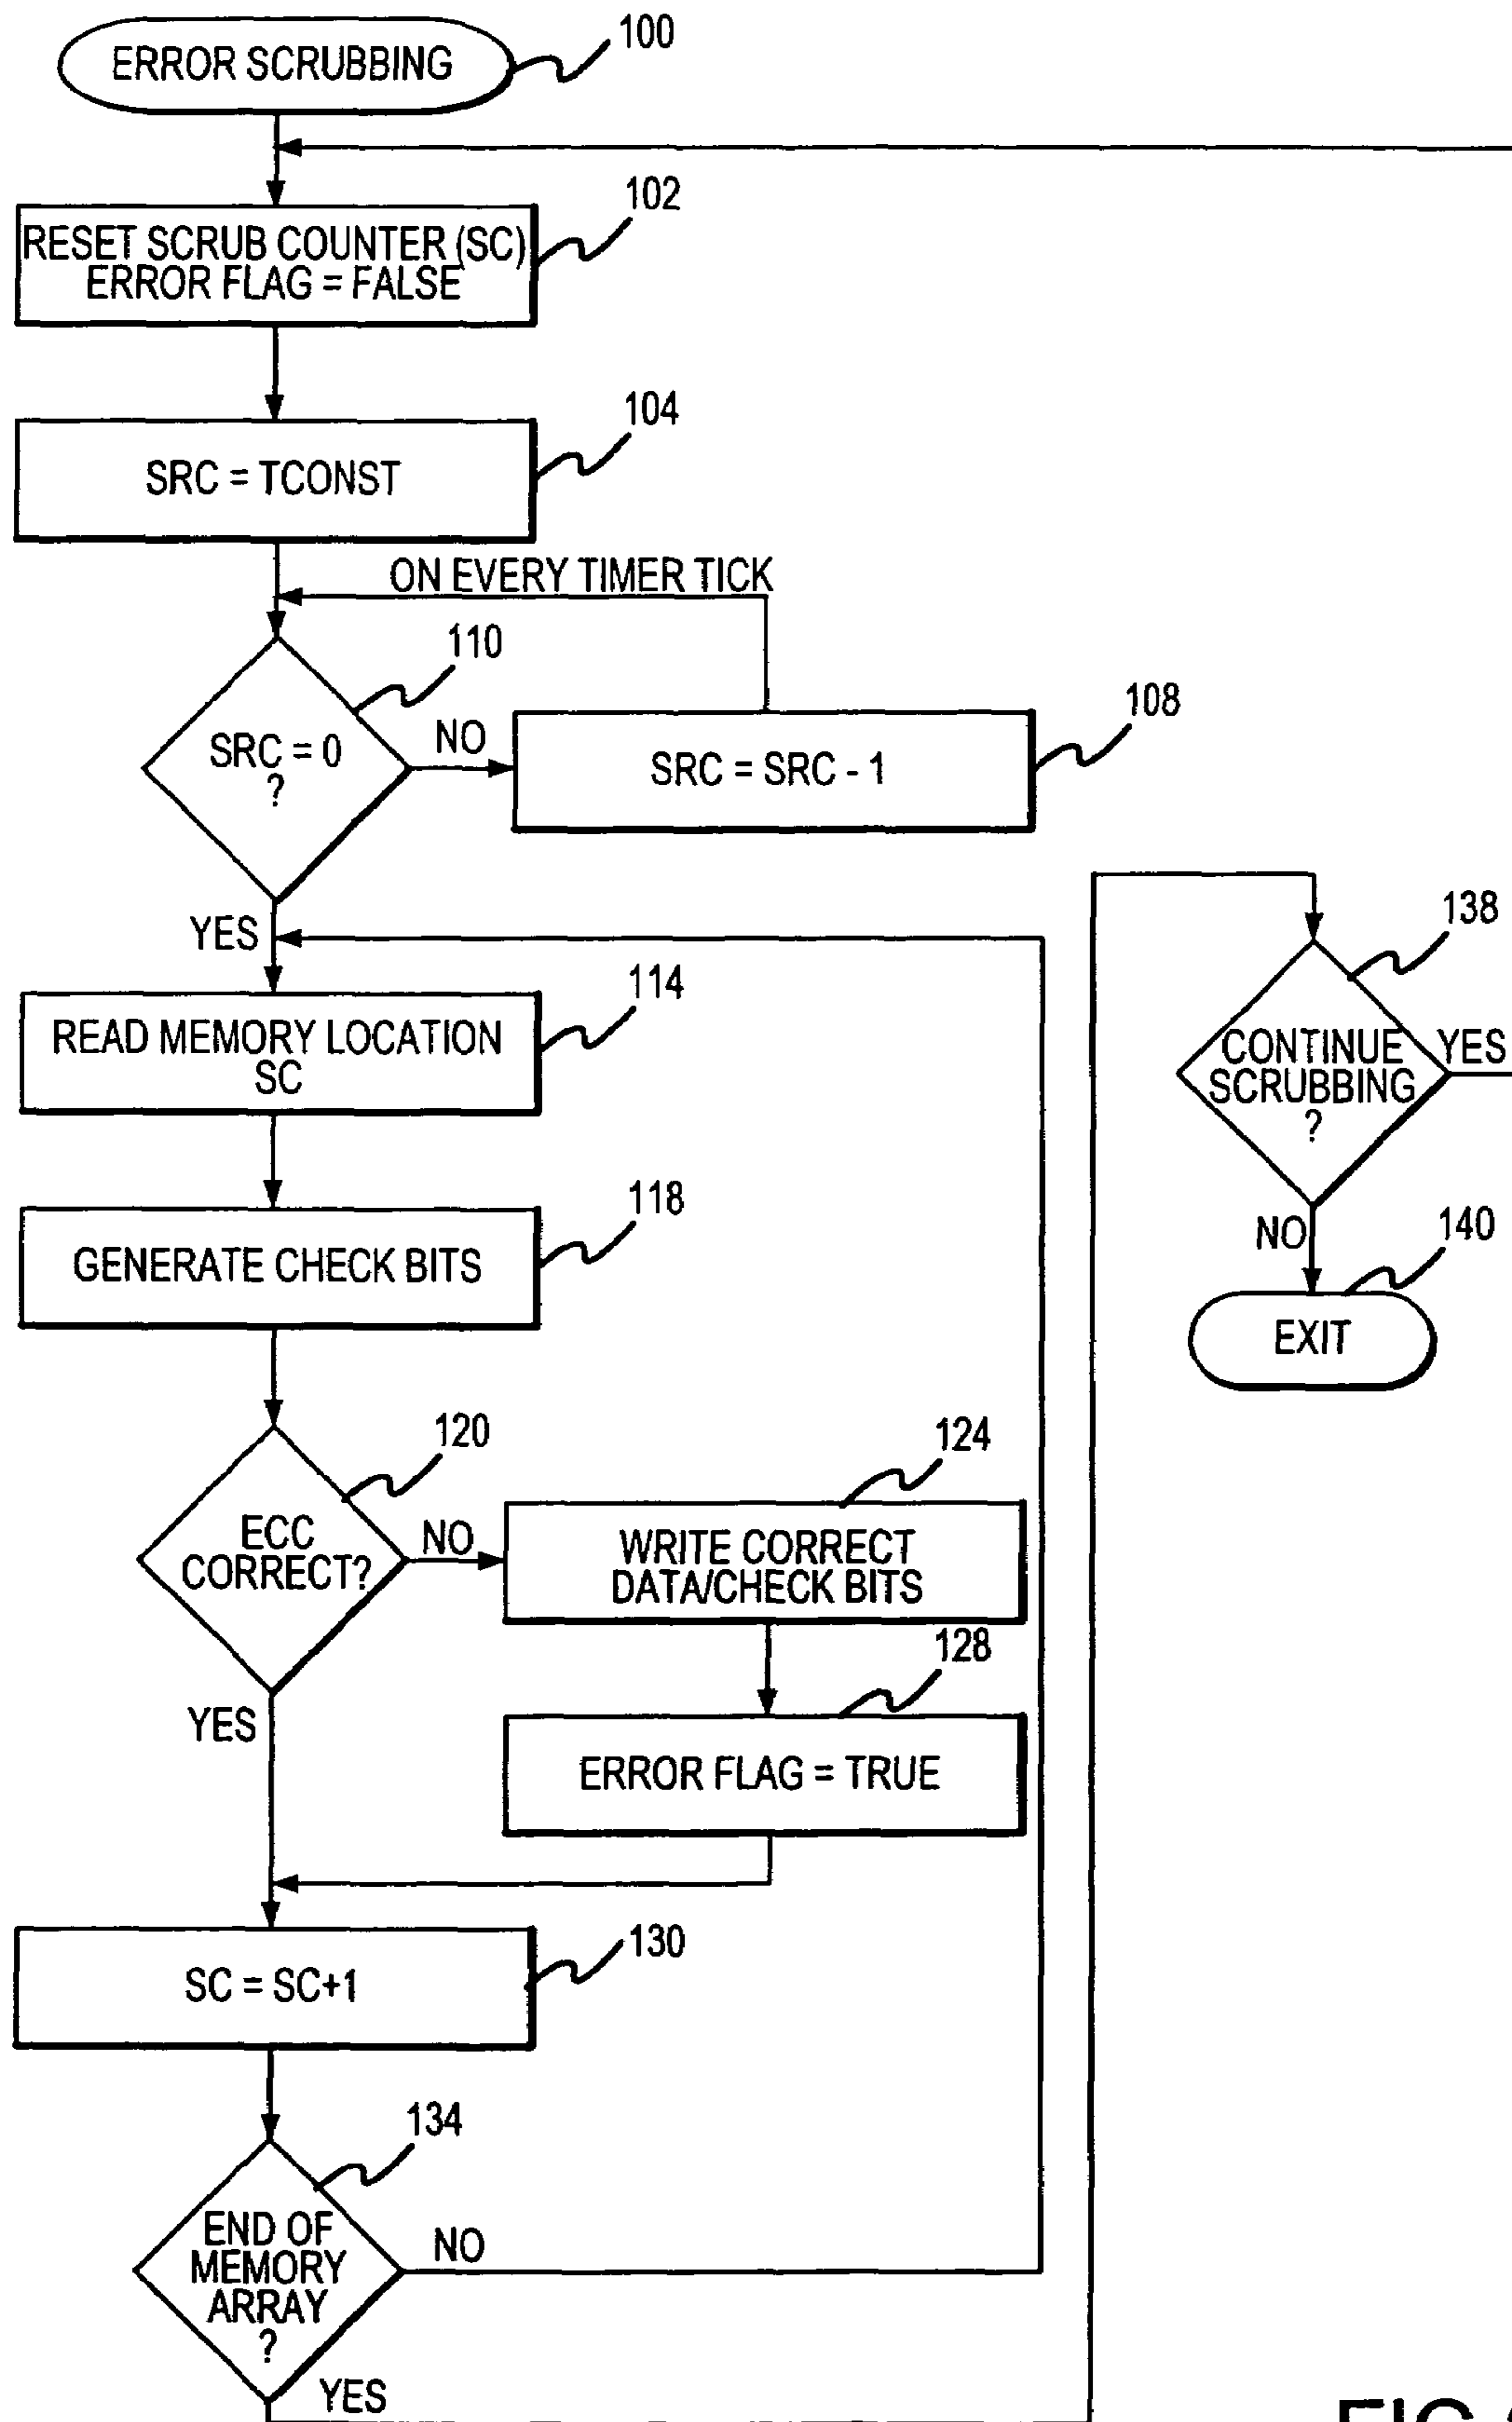 ERROR SCRUBBING
100
RESET SCRUB COUNTER (SC)
ERROR FLAG = FALSE
102
SRC = TCONST
104
ON EVERY TIMER TICK
110
SRC = 0
?
NO
SRC = SRC - 1
108
YES
READ MEMORY LOCATION
SC
114
GENERATE CHECK BITS
118
120
ECC
CORRECT?
NO
124
WRITE CORRECT
DATA/CHECK BITS
128
ERROR FLAG = TRUE
YES
SC = SC+1
130
134
END OF
MEMORY
ARRAY
?
NO
YES
138
CONTINUE
SCRUBBING
?
YES
NO
140
EXIT